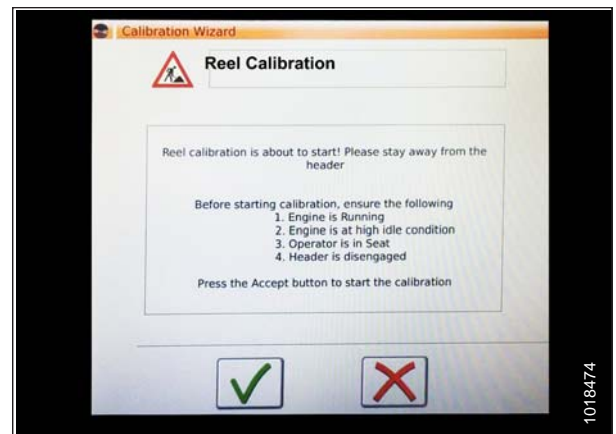 Calibration Wizard
Reel Calibration
Reel calibration is about to start! Please stay away from the
header
Before starting calibration, ensure the following
1. Engine is Running
2. Engine is at high idle condition
3. Operator is in Seat
4. Header is disengaged
Press the Accept button to start the calibration
1018474